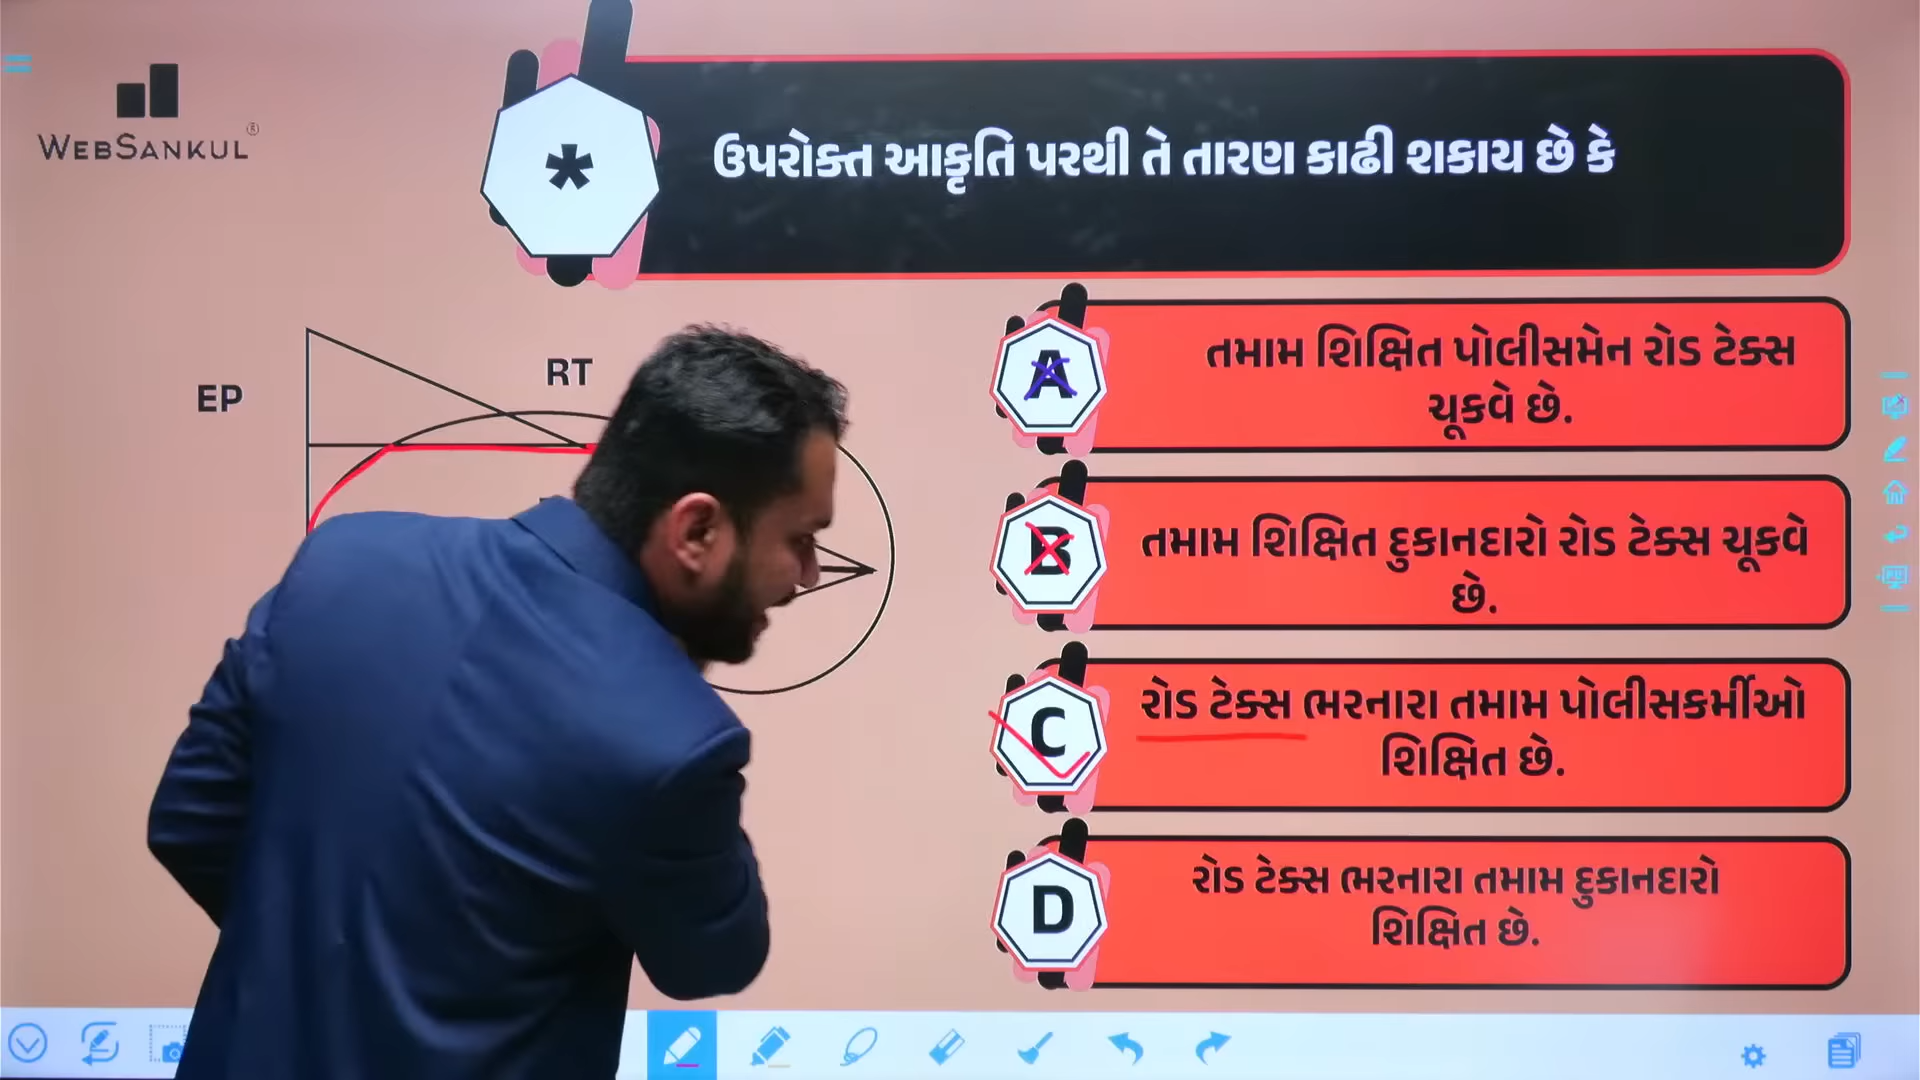 WEBSANKUL®
*
ઉપરોક્ત આકૃતિ પરથી તે તારણ કાઢી શકાય છે કે
EP
RT
A
તમામ શિક્ષિત પોલીસમેન રોડ ટેક્સ
ચૂકવે છે.
B
તમામ શિક્ષિત દુકાનદારો રોડ ટેક્સ ચૂકવે
છે.
C
રોડ ટેક્સ ભરનારા તમામ પોલીસકર્મીઓ
શિક્ષિત છે.
D
રોડ ટેક્સ ભરનારા તમામ દુકાનદારો
શિક્ષિત છે.